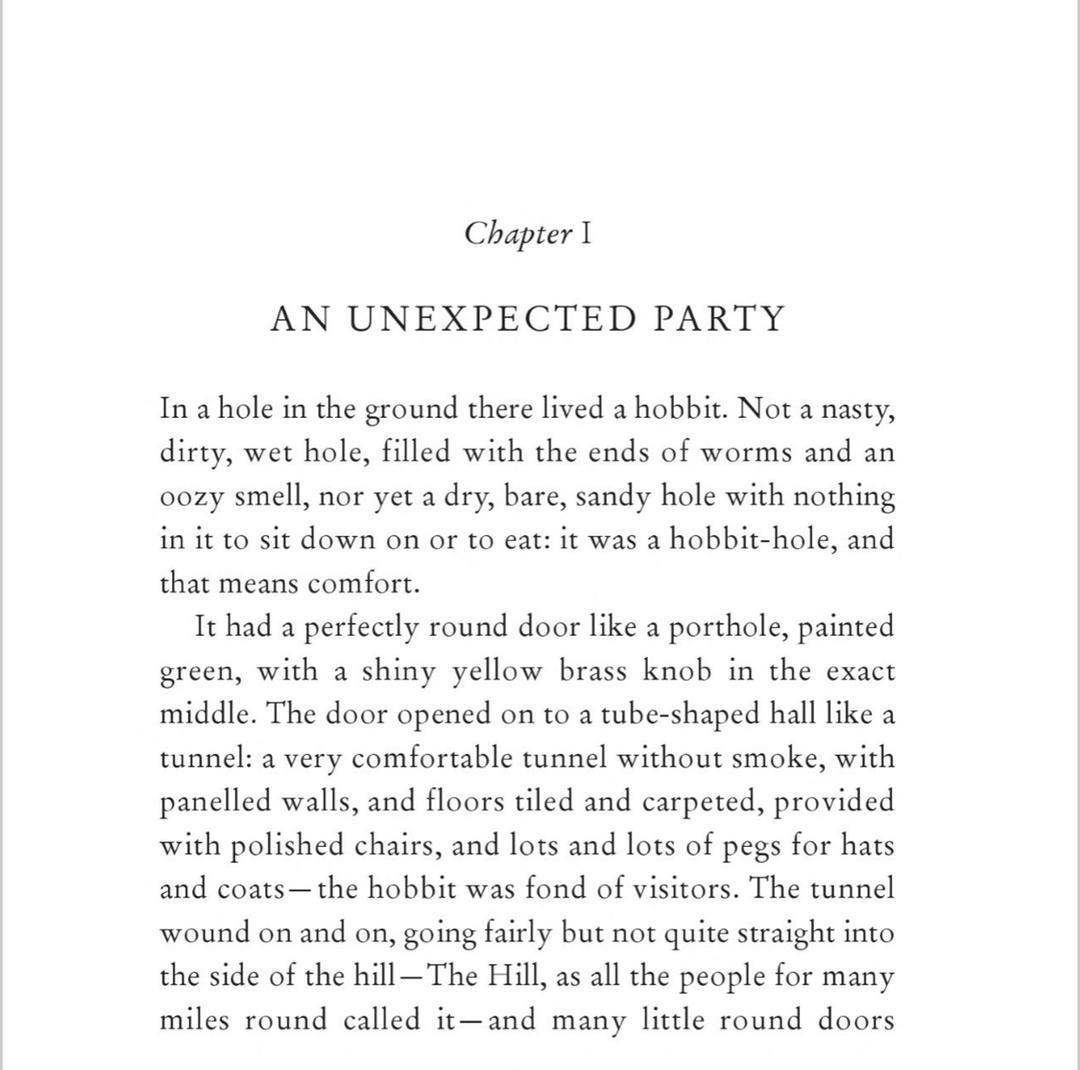 Chapter I
AN UNEXPECTED PARTY
In a hole in the ground there lived a hobbit. Not a nasty,
dirty, wet hole, filled with the ends of worms and an
oozy smell, nor yet a dry, bare, sandy hole with nothing
in it to sit down on or to eat: it was a hobbit-hole, and
that means comfort.
It had a perfectly round door like a porthole, painted
green, with a shiny yellow brass knob in the exact
middle. The door opened on to a tube-shaped hall like a
tunnel: a very comfortable tunnel without smoke, with
panelled walls, and floors tiled and carpeted, provided
with polished chairs, and lots and lots of pegs for hats
and coats—the hobbit was fond of visitors. The tunnel
wound on and on, going fairly but not quite straight into
the side of the hill—The Hill, as all the people for many
miles round called it—and many little round doors